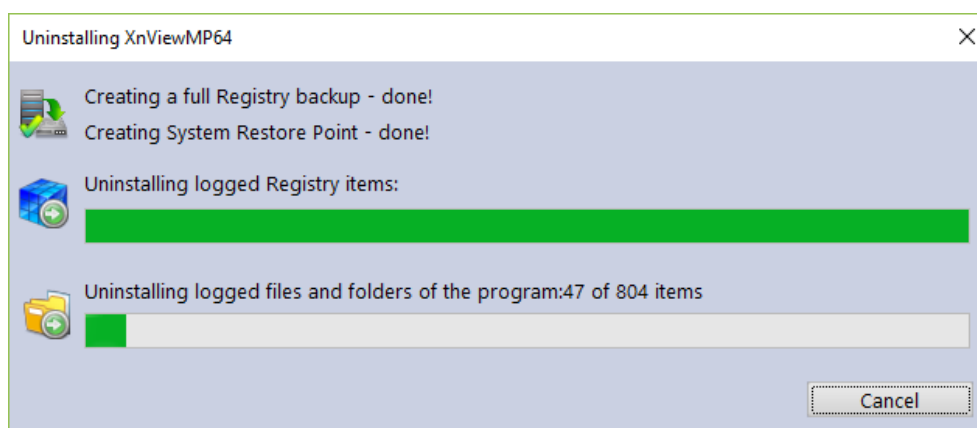 Uninstalling XnViewMP64
Creating a full Registry backup - done!
Creating System Restore Point - done!
Uninstalling logged Registry items:
Uninstalling logged files and folders of the program:47 of 804 items
Cancel